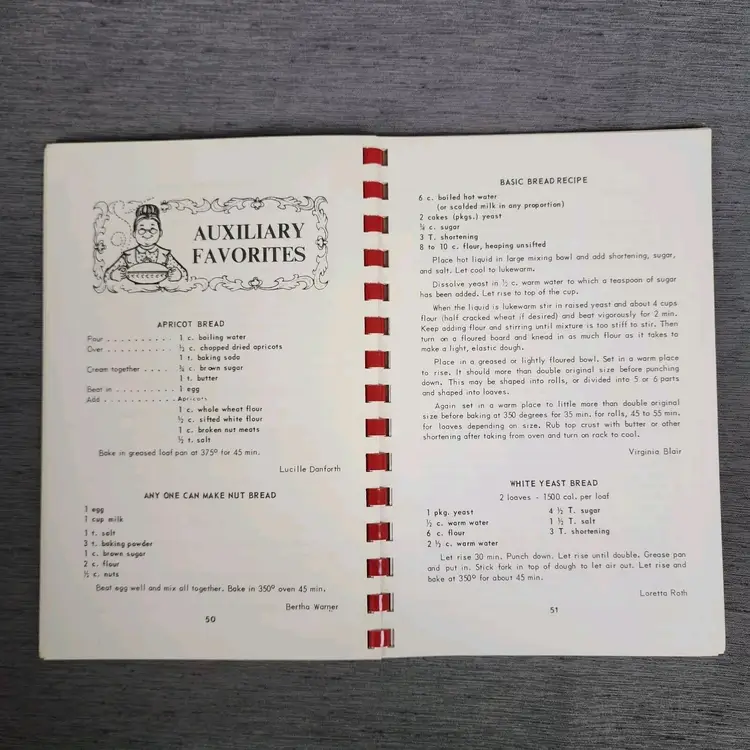 AUXILIARY
FAVORITES
APRICOT BREAD
Flour . . . . . . . . . . 1 c. boiling water
Over . . . . . . . . . . ½ c. chopped dried apricots
1 t. baking soda
Cream together . . . . ¾ c. brown sugar
1 t. butter
Beat in . . . . . . . . . 1 egg
Add . . . . . . . . . . . Apricots
1 c. whole wheat flour
½ c. sifted white flour
1 c. broken nut meats
½ t. salt
Bake in greased loaf pan at 375º for 45 min.
Lucille Danforth
ANY ONE CAN MAKE NUT BREAD
1 egg
1 cup milk
1 t. salt
3 t. baking powder
1 c. brown sugar
2 c. flour
½ c. nuts
Beat egg well and mix all together. Bake in 350º oven 45 min.
Bertha Warner
50
BASIC BREAD RECIPE
6 c. boiled hot water
(or scalded milk in any proportion)
2 cakes (pkgs.) yeast
¼ c. sugar
3 T. shortening
8 to 10 c. flour, heaping unsifted
Place hot liquid in large mixing bowl and add shortening, sugar,
and salt. Let cool to lukewarm.
Dissolve yeast in ½ c. warm water to which a teaspoon of sugar
has been added. Let rise to top of the cup.
When the liquid is lukewarm stir in raised yeast and about 4 cups
flour (half cracked wheat if desired) and beat vigorously for 2 min.
Keep adding flour and stirring until mixture is too stiff to stir. Then
turn on a floured board and knead in as much flour as it takes to
make a light, elastic dough.
Place in a greased or lightly floured bowl. Set in a warm place
to rise. It should more than double original size before punching
down. This may be shaped into rolls, or divided into 5 or 6 parts
and shaped into loaves.
Again set in a warm place to little more than double original
size before baking at 350 degrees for 35 min. for rolls, 45 to 55 min.
for loaves depending on size. Rub top crust with butter or other
shortening after taking from oven and turn on rack to cool.
Virginia Blair
WHITE YEAST BREAD
2 loaves - 1500 cal. per loaf
1 pkg. yeast 4 ½ T. sugar
½ c. warm water 1 ½ T. salt
6 c. flour 3 T. shortening
2 ½ c. warm water
Let rise 30 min. Punch down. Let rise until double. Grease pan
and put in. Stick fork in top of dough to let air out. Let rise and
bake at 350º for about 45 min.
Loretta Roth
51